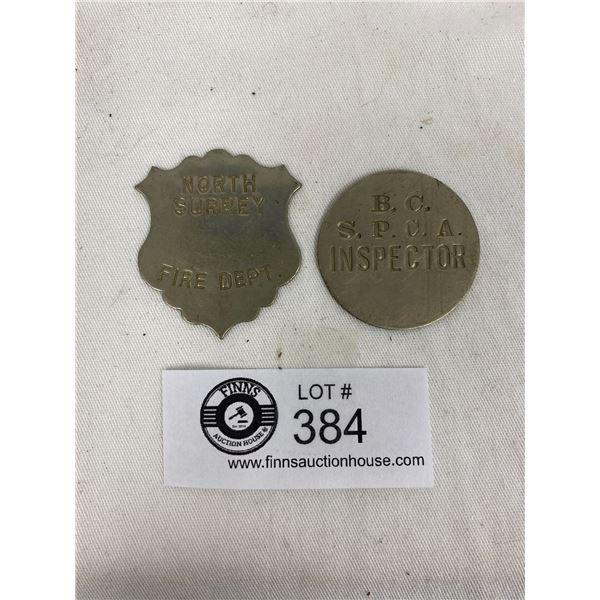 NORTH
SURREY
FIRE DEPT.
B. C.
S. P. C. A.
INSPECTOR
FINNS
AUCTION HOUSE
LOT #
384
www.finnsauctionhouse.com